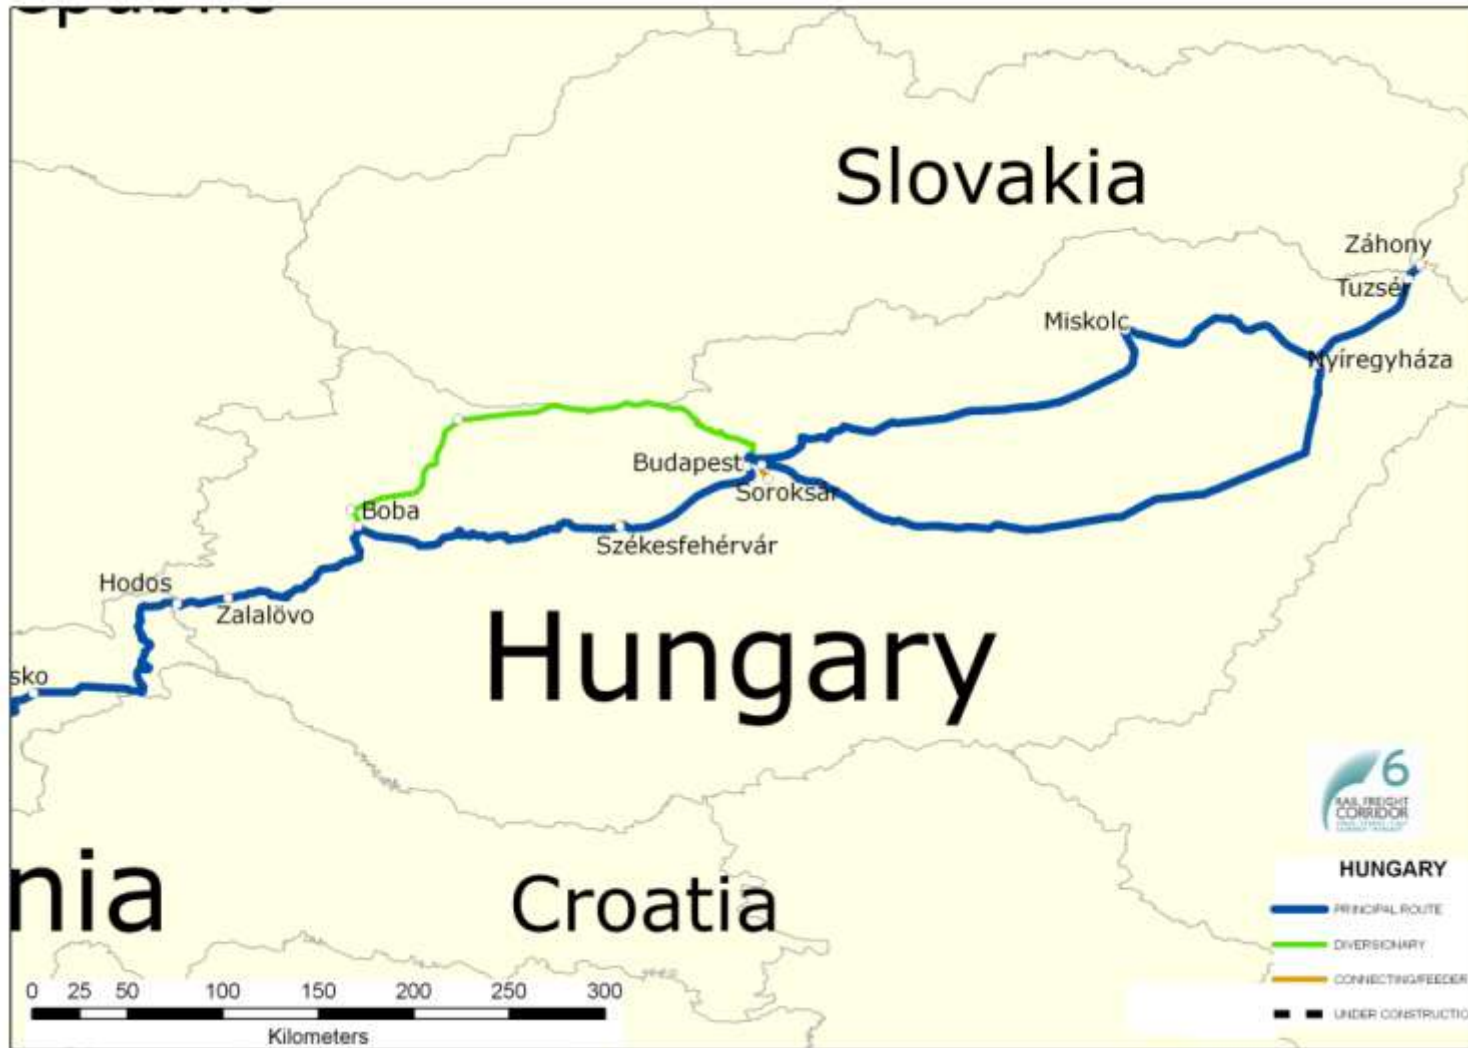 Slovakia
Záhony
Tuzsér
Miskolc
Nyíregyháza
Budapest
Soroksár
Boba
Székesfehérvár
Hodos
Zalalövo
Hungary
sko
6
RAIL FREIGHT
CORRIDOR
HUNGARY
PRINCIPAL ROUTE
nia
Croatia
DIVERSIONARY
CONNECTING/FEEDER
0 25 50 100 150 200 250 300
UNDER CONSTRUCTIO
Kilometers